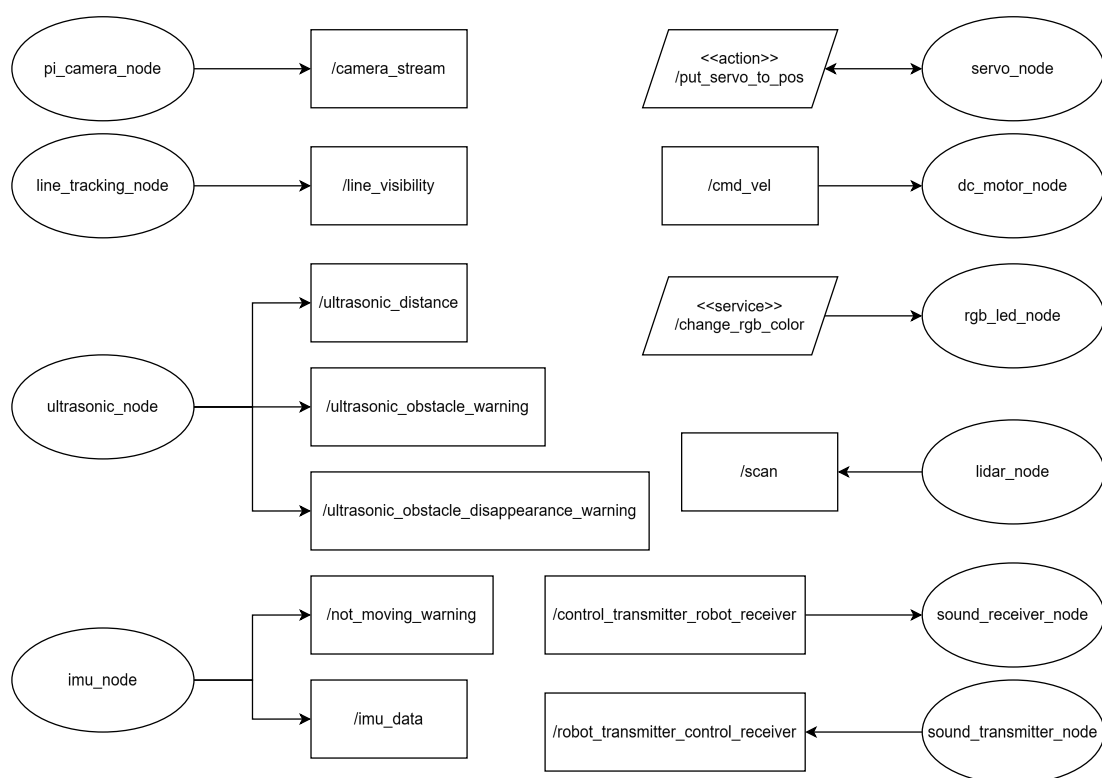 pi_camera_node
/camera_stream
<<action>>
/put_servo_to_pos
servo_node
line_tracking_node
/line_visibility
/cmd_vel
dc_motor_node
/ultrasonic_distance
<<service>>
/change_rgb_color
rgb_led_node
ultrasonic_node
/ultrasonic_obstacle_warning
/scan
lidar_node
/ultrasonic_obstacle_disappearance_warning
/not_moving_warning
/control_transmitter_robot_receiver
sound_receiver_node
imu_node
/imu_data
/robot_transmitter_control_receiver
sound_transmitter_node